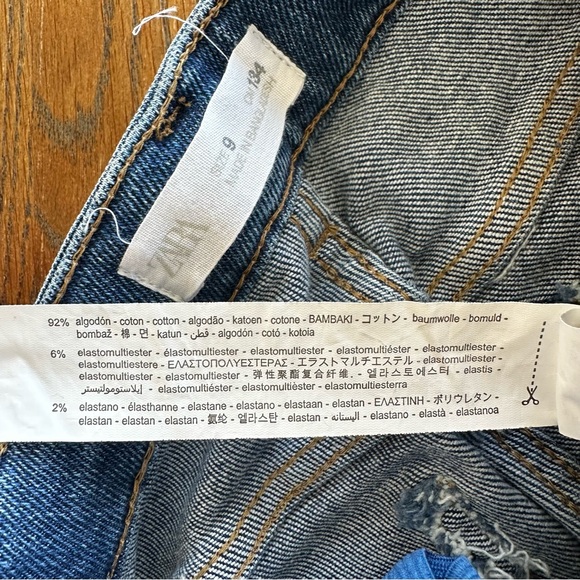 ZARA
SIZE 9 CM 134
MADE IN BANGLADESH
92% algodón - coton - cotton - algodão - katoen - cotone - BAMBAKI - コットン - baumwolle - bomuld -
bombaž - 棉 - 면 - katun - قطن - algodón - cotó - kotoia
6% elastomultiester - élastomultiester - elastomultiester - elastomultiéster - elastomultiester -
elastomultiestere - ΕΛΑΣΤΟΠΟΛΥΕΣΤΕΡΑΣ - エラストマルチエステル - elastomultiester -
elastomultiester - elastomultiester - 弹性聚酯复合纤维 - 엘라스토에스터 - elastis -
إيلاستومولتيستر - elastomultiéster - elastomultiester - elastomultiesterra
2% elastano - élasthanne - elastane - elastano - elastaan - elastan - ΕΛΑΣΤΙΝΗ - ポリウレタン -
elastan - elastan - elastan - 氨纶 - 엘라스탄 - elastan - اليستانه - elastano - elastà - elastanoa